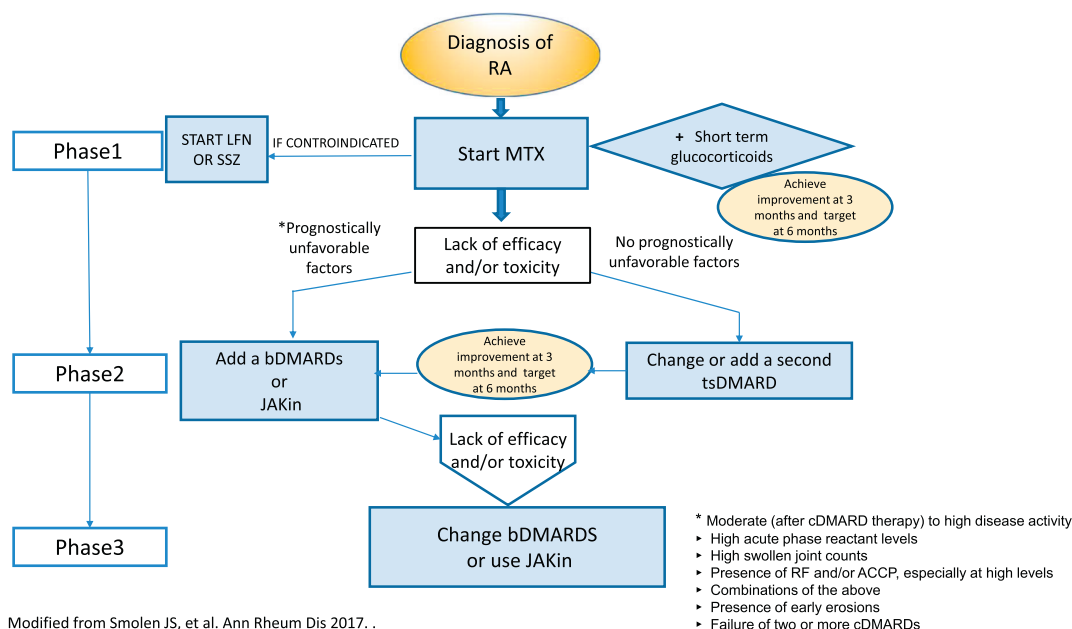 Diagnosis of
RA
Phase1
START LFN
OR SSZ
IF CONTROINDICATED
Start MTX
+ Short term
glucocorticoids
Achieve
improvement at 3
months and target
at 6 months
*Prognostically
unfavorable
factors
Lack of efficacy
and/or toxicity
No prognostically
unfavorable factors
Phase2
Add a bDMARDs
or
JAKin
Achieve
improvement at 3
months and target
at 6 months
Change or add a second
tsDMARD
Lack of efficacy
and/or toxicity
Phase3
Change bDMARDS
or use JAKin
* Moderate (after cDMARD therapy) to high disease activity
▸ High acute phase reactant levels
▸ High swollen joint counts
▸ Presence of RF and/or ACCP, especially at high levels
▸ Combinations of the above
▸ Presence of early erosions
▸ Failure of two or more cDMARDs
Modified from Smolen JS, et al. Ann Rheum Dis 2017. .